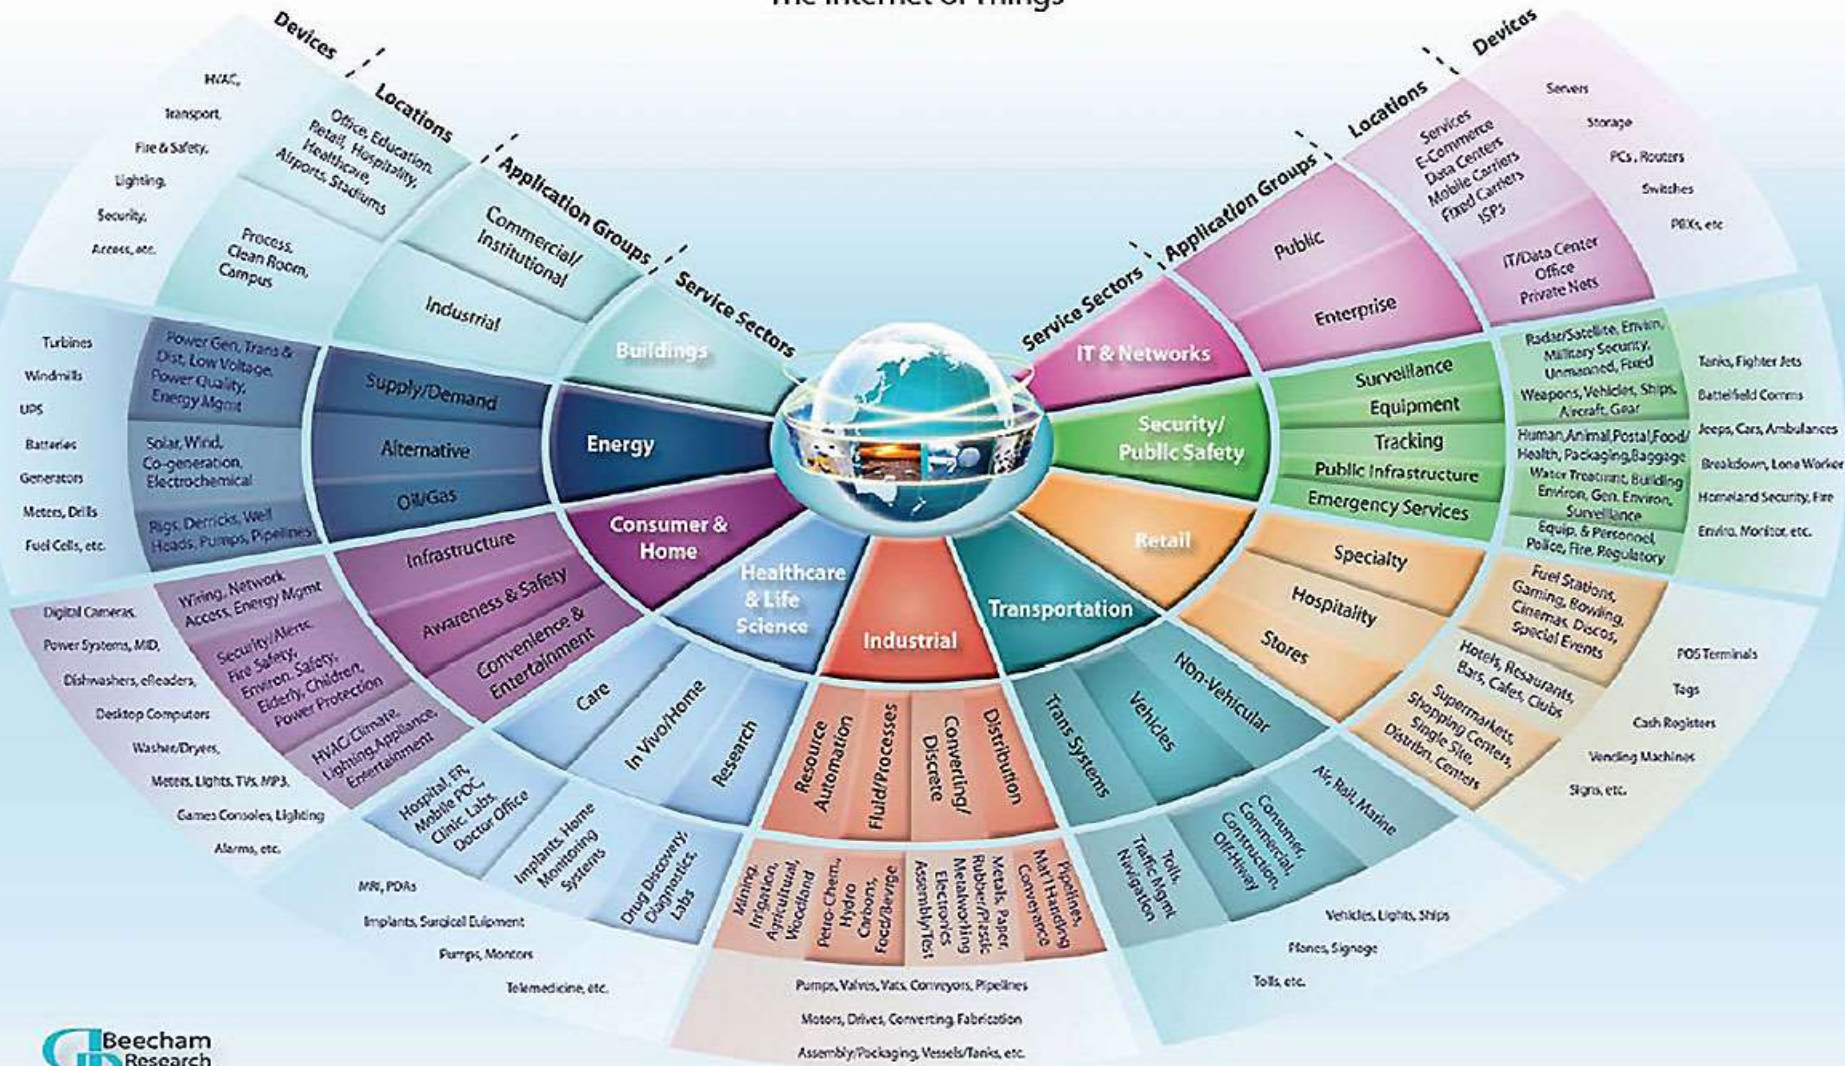 The Internet of Things
Devices
Locations
Application Groups
Service Sectors
Service Sectors
Application Groups
Locations
Devices
HVAC,
Transport,
Fire & Safety,
Lighting,
Security,
Access, etc.
Office, Education,
Retail, Hospitality,
Healthcare,
Airports, Stadiums
Process,
Clean Room,
Campus
Commercial/
Institutional
Industrial
Buildings
Turbines
Windmills
UPS
Batteries
Generators
Meters, Drills
Fuel Cells, etc.
Power Gen, Trans &
Dist, Low Voltage,
Power Quality,
Energy Mgmt
Solar, Wind,
Co-generation,
Electrochemical
Rigs, Derricks, Well
Heads, Pumps, Pipelines
Supply/Demand
Alternative
Oil/Gas
Energy
Digital Cameras,
Power Systems, MID,
Dishwashers, eReaders,
Desktop Computers
Washer/Dryers,
Meters, Lights, TVs, MP3,
Games Consoles, Lighting
Alarms, etc.
Wiring, Network
Access, Energy Mgmt
Security/Alerts,
Fire Safety,
Environ. Safety,
Elderly, Children,
Power Protection
HVAC/Climate,
Lighting,Appliance,
Entertainment
Infrastructure
Awareness & Safety
Convenience &
Entertainment
Consumer &
Home
MRI, PDAs
Implants, Surgical Euipment
Pumps, Monitors
Telemedicine, etc.
Hospital, ER,
Mobile POC,
Clinic, Labs,
Doctor Office
Implants, Home
Monitoring
Systems
Drug Discovery,
Diagnostics,
Labs
Care
In Vivo/Home
Research
Healthcare
& Life
Science
Industrial
Resource
Automation
Fluid/Processes
Converting/
Discrete
Distribution
Mining,
Irrigation,
Agricultural,
Woodland
Petro-Chem.,
Hydro
Carbons,
Food/Bevrige
Metals, Paper,
Rubber/Plastic
Metalworking
Electronics
Assembly/Test
Pipelines,
Mat'l Handling
Conveyance
Pumps, Valves, Vats, Conveyors, Pipelines
Motors, Drives, Converting, Fabrication
Assembly/Packaging, Vessels/Tanks, etc.
Transportation
Trans Systems
Vehicles
Non-Vehicular
Tolls,
Traffic Mgmt
Navigation
Consumer,
Commercial,
Construction,
Off-Hiway
Air, Rail, Marine
Vehicles, Lights, Ships
Planes, Signage
Tolls, etc.
Retail
Specialty
Hospitality
Stores
Fuel Stations,
Gaming, Bowling,
Cinemas, Discos,
Special Events
Hotels, Resaurants,
Bars, Cafes, Clubs
Supermarkets,
Shopping Centers,
Single Site,
Distribn, Centers
POS Terminals
Tags
Cash Registers
Vending Machines
Signs, etc.
Security/
Public Safety
Surveillance
Equipment
Tracking
Public Infrastructure
Emergency Services
Radar/Satellite, Environ,
Military Security,
Unmanned, Fixed
Weapons, Vehicles, Ships,
Aircraft, Gear
Human,Animal,Postal,Food/
Health, Packaging,Baggage
Water Treatmnt, Building
Environ, Gen. Environ,
Surveillance
Equip. & Personnel,
Police, Fire, Regulatory
Tanks, Fighter Jets
Battelfield Comms
Jeeps, Cars, Ambulances
Breakdown, Lone Worker
Homeland Security, Fire
Enviro. Monitor, etc.
IT & Networks
Public
Enterprise
Services
E-Commerce
Data Centers
Mobile Carriers
Fixed Carriers
ISPs
IT/Data Center
Office
Private Nets
Servers
Storage
PCs, Routers
Switches
PBXs, etc
Beecham
Research